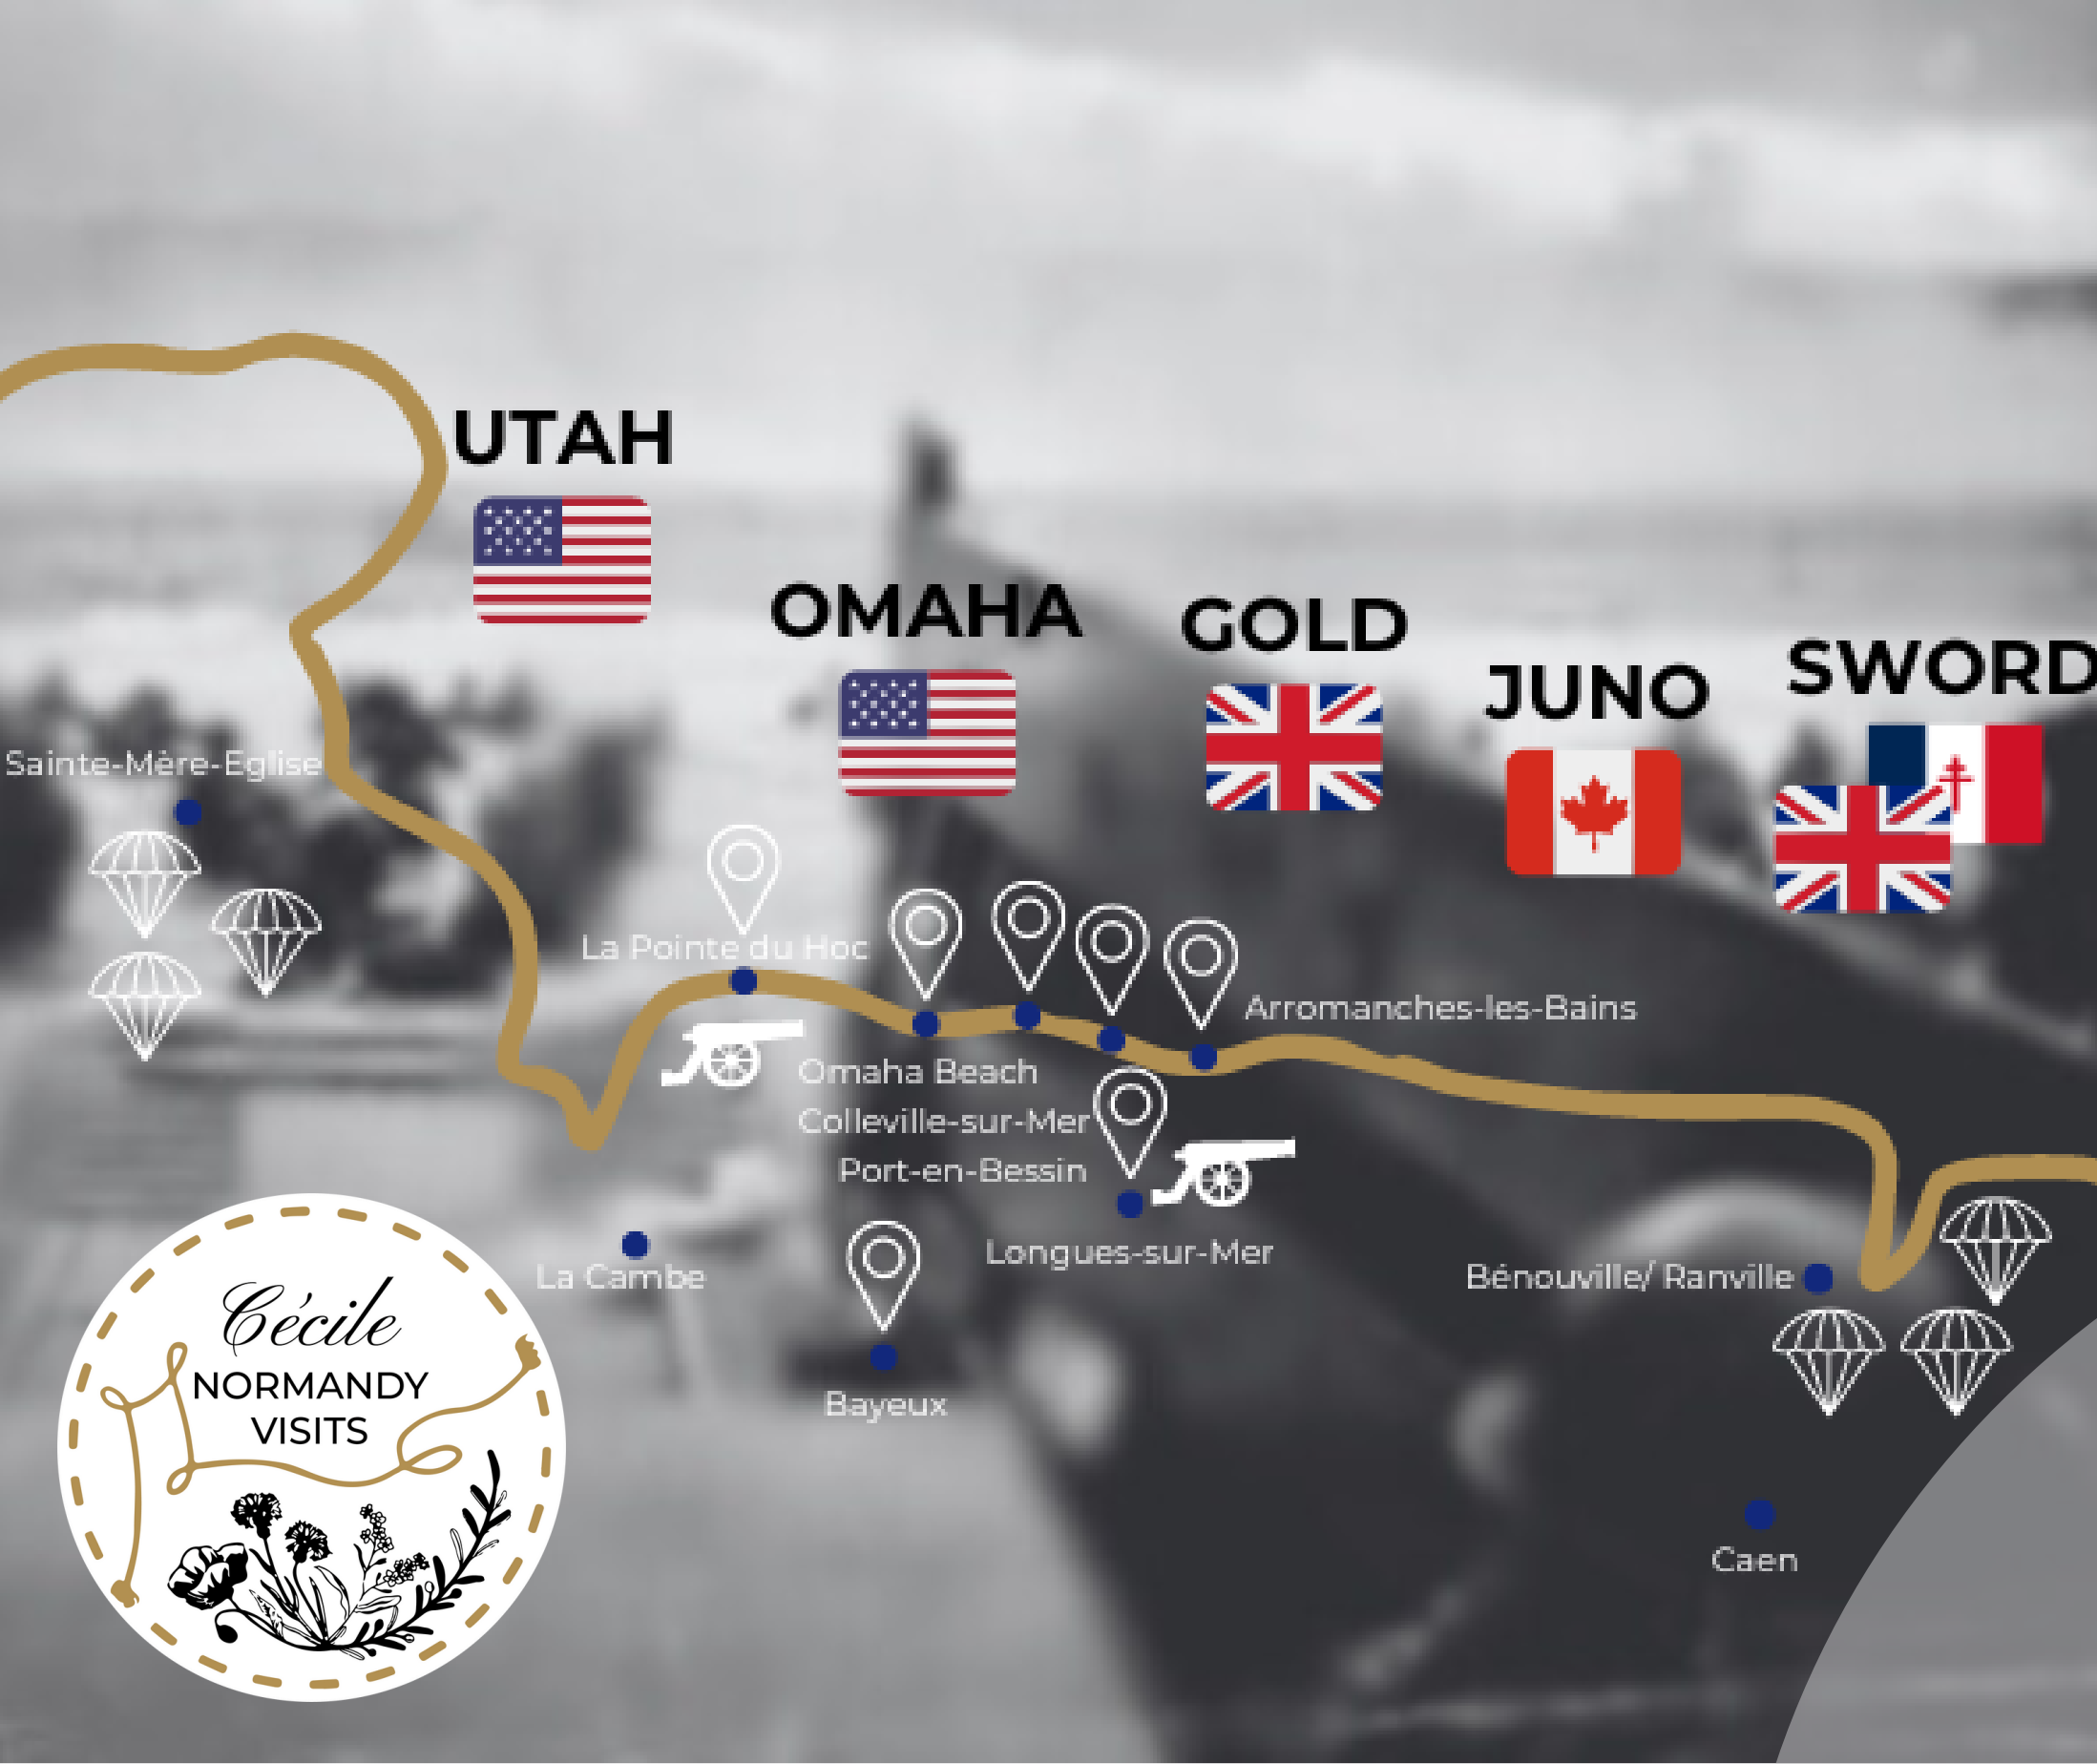 UTAH
OMAHA
GOLD
JUNO
SWORD
Sainte-Mère-Eglise
La Pointe du Hoc
Arromanches-les-Bains
Omaha Beach
Colleville-sur-Mer
Port-en-Bessin
Longues-sur-Mer
La Cambe
Bénouville/ Ranville
Bayeux
Caen
Cécile
NORMANDY
VISITS